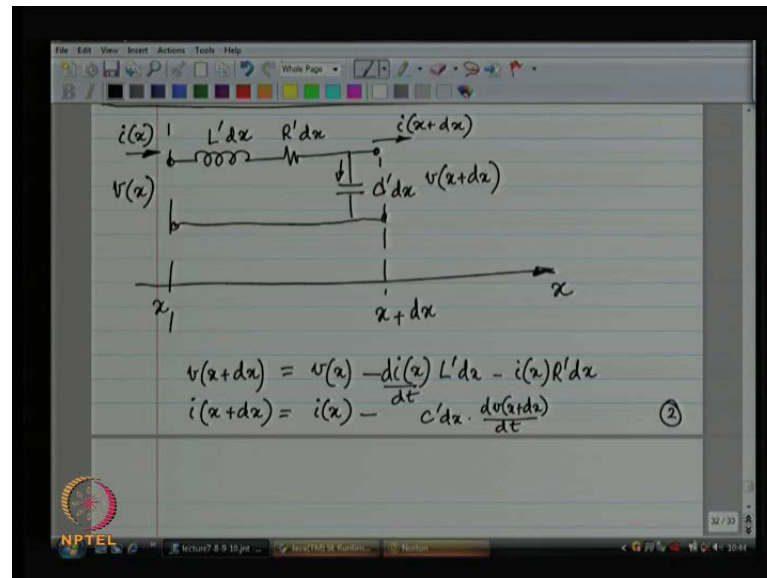 File Edit View Insert Actions Tools Help
Whole Page
B I
i(x) L'dx R'dx i(x+dx)
v(x) c'dx v(x+dx)
x x+dx x
v(x+dx) = v(x) - di(x)/dt L'dx - i(x)R'dx
i(x+dx) = i(x) - c'dx · dv(x+dx)/dt ②
32 / 33
NPTEL
lecture7-8-9 10.jnt - ... Java(TM) SE Runtim... Norton 10:44